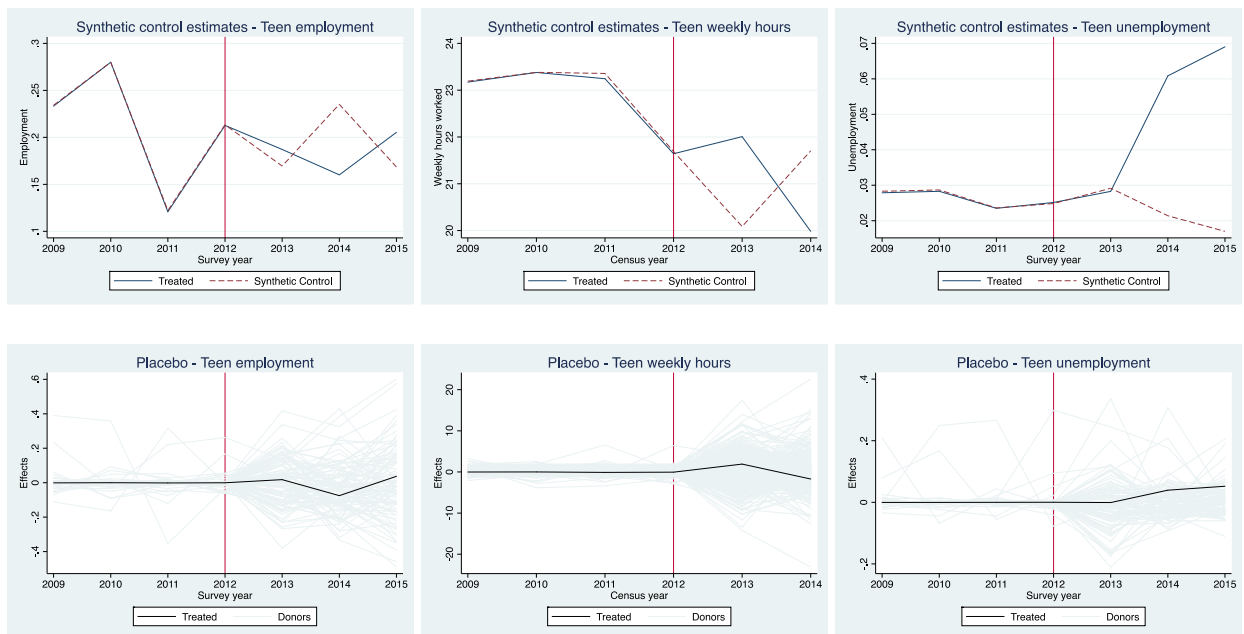 Synthetic control estimates - Teen employment
.3
.25
.2
.15
.1
Employment
2009 2010 2011 2012 2013 2014 2015
Survey year
Treated Synthetic Control
Synthetic control estimates - Teen weekly hours
24
23
22
21
20
Weekly hours worked
2009 2010 2011 2012 2013 2014
Census year
Treated Synthetic Control
Synthetic control estimates - Teen unemployment
.07
.06
.05
.04
.03
.02
Unemployment
2009 2010 2011 2012 2013 2014 2015
Survey year
Treated Synthetic Control
Placebo - Teen employment
.6
.4
.2
0
-.2
-.4
Effects
2009 2010 2011 2012 2013 2014 2015
Survey year
Treated Donors
Placebo - Teen weekly hours
20
10
0
-10
-20
Effects
2009 2010 2011 2012 2013 2014
Census year
Treated Donors
Placebo - Teen unemployment
.4
.2
0
-.2
Effects
2009 2010 2011 2012 2013 2014 2015
Survey year
Treated Donors